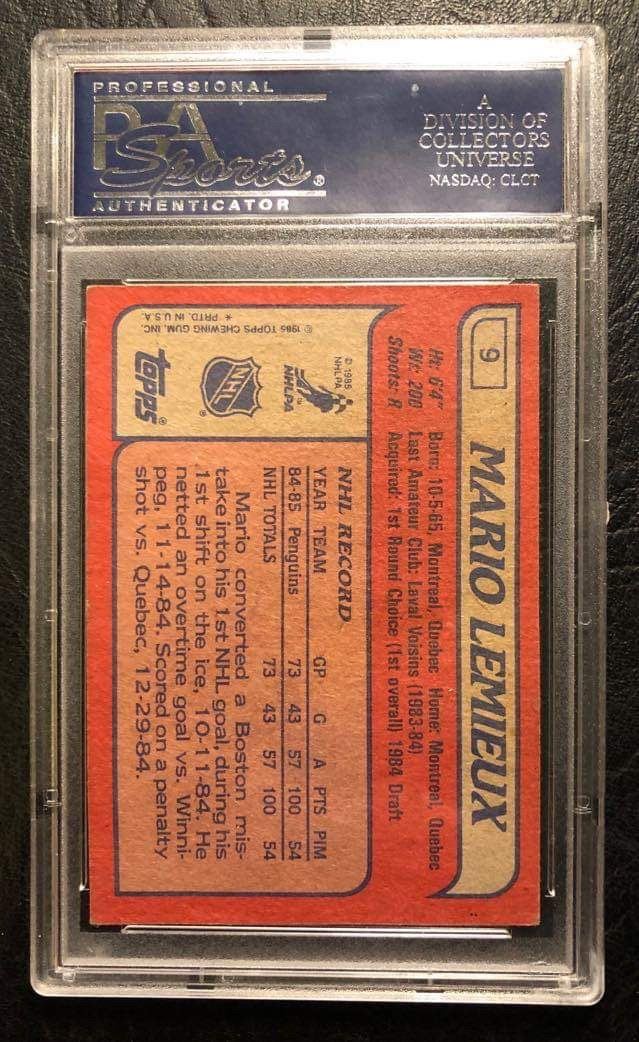 PROFESSIONAL
PSA
Sports®
AUTHENTICATOR
A
DIVISION OF
COLLECTORS
UNIVERSE
NASDAQ: CLCT
9
MARIO LEMIEUX
Ht: 6'4" Born: 10-5-65, Montreal, Quebec Home: Montreal, Quebec
Wt: 200 Last Amateur Club: Laval Voisins (1983-84)
Shoots: R Acquired: 1st Round Choice (1st overall) 1984 Draft
© 1985
NHLPA
NHLPA
TM
NHL
®
topps®
© 1985 TOPPS CHEWING GUM, INC.
* PRTD. IN U.S.A.
NHL RECORD
YEAR TEAM GP G A PTS PIM
84-85 Penguins 73 43 57 100 54
NHL TOTALS 73 43 57 100 54
Mario converted a Boston mis-
take into his 1st NHL goal, during his
1st shift on the ice, 10-11-84. He
netted an overtime goal vs. Winni-
peg, 11-14-84. Scored on a penalty
shot vs. Quebec, 12-29-84.